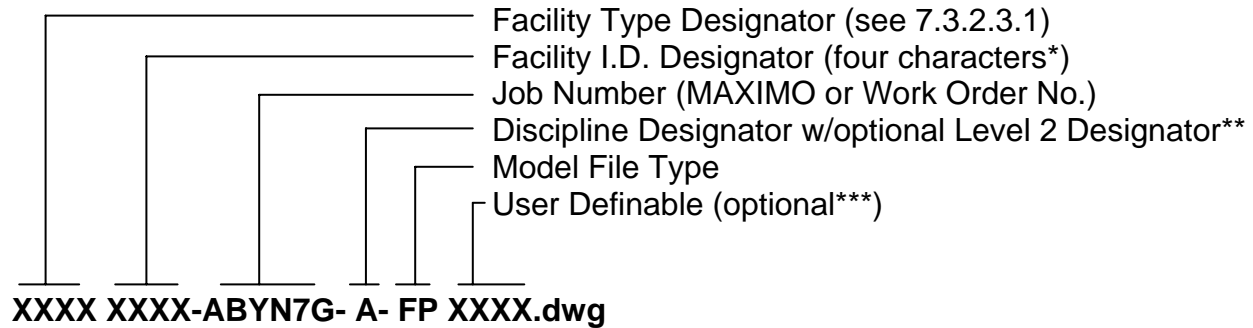 Facility Type Designator (see 7.3.2.3.1)
Facility I.D. Designator (four characters*)
Job Number (MAXIMO or Work Order No.)
Discipline Designator w/optional Level 2 Designator**
Model File Type
User Definable (optional***)
XXXX XXXX-ABYN7G- A- FP XXXX.dwg